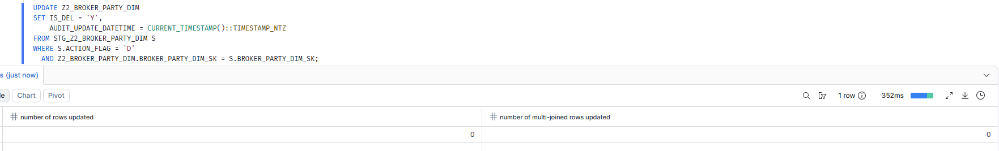 UPDATE Z2_BROKER_PARTY_DIM
SET IS_DEL = 'Y',
    AUDIT_UPDATE_DATETIME = CURRENT_TIMESTAMP()::TIMESTAMP_NTZ
FROM STG_Z2_BROKER_PARTY_DIM S
WHERE S.ACTION_FLAG = 'D'
  AND Z2_BROKER_PARTY_DIM.BROKER_PARTY_DIM_SK = S.BROKER_PARTY_DIM_SK;
s (just now)
le Chart Pivot 1 row 352ms
number of rows updated number of multi-joined rows updated
0 0